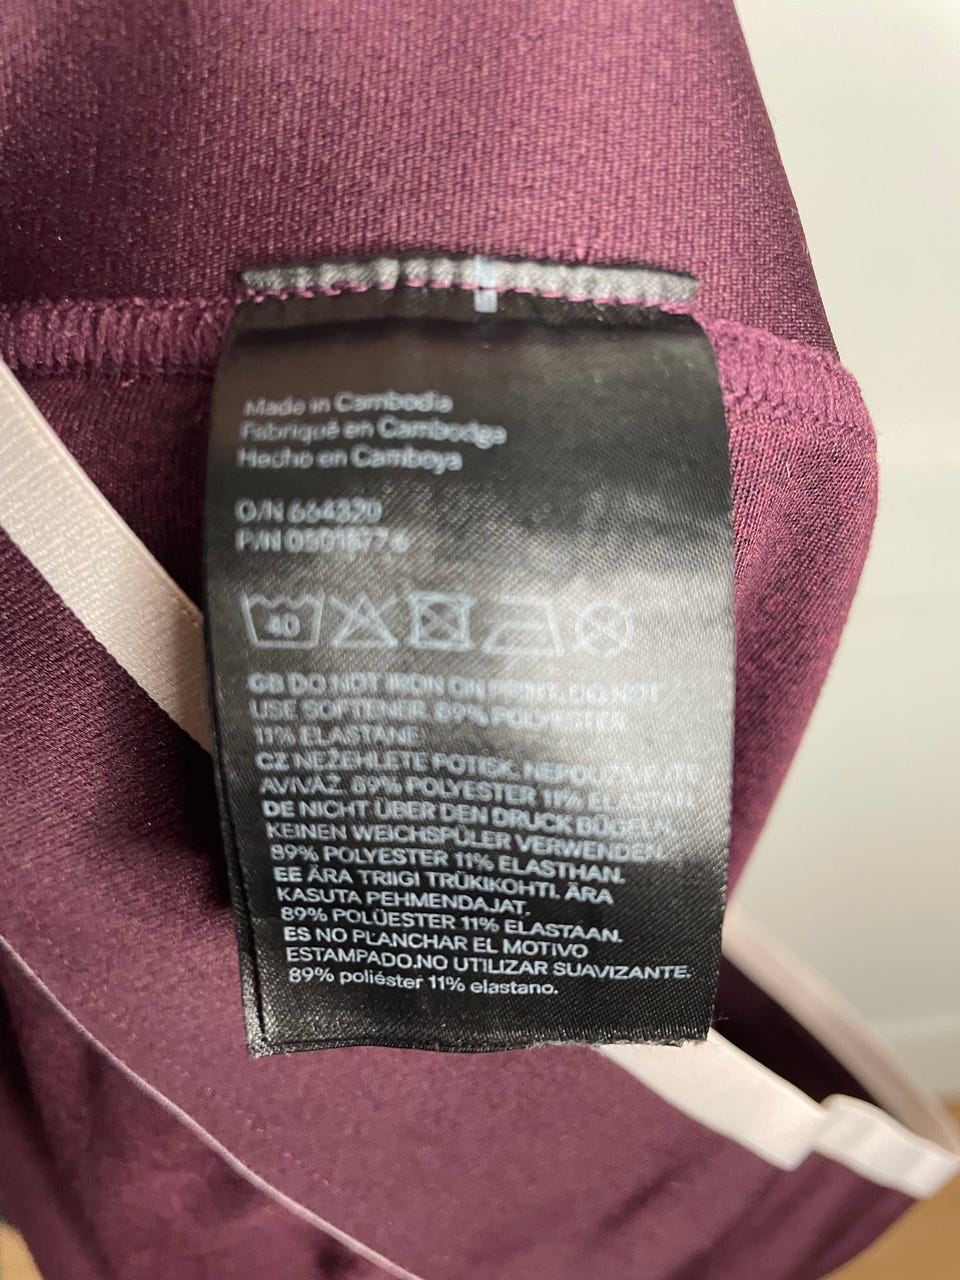 Made in Cambodia
Fabriqué en Cambodge
Hecho en Camboya
O/N 664320
P/N
40
GB DO NOT IRON ON PRINT. DO NOT
USE SOFTENER 89% POLYESTER
11% ELASTANE
CZ NEŽEHLETE POTISK. NEPOUŽÍVEJTE
AVIVÁŽ. 89% POLYESTER 11% ELASTAN.
DE NICHT ÜBER DEN DRUCK BÜGELN.
KEINEN WEICHSPÜLER VERWENDEN.
89% POLYESTER 11% ELASTHAN.
EE ÄRA TRIIGI TRÜKIKOHTI. ÄRA
KASUTA PEHMENDAJAT.
89% POLÜESTER 11% ELASTAAN.
ES NO PLANCHAR EL MOTIVO
ESTAMPADO.NO UTILIZAR SUAVIZANTE.
89% poliéster 11% elastano.